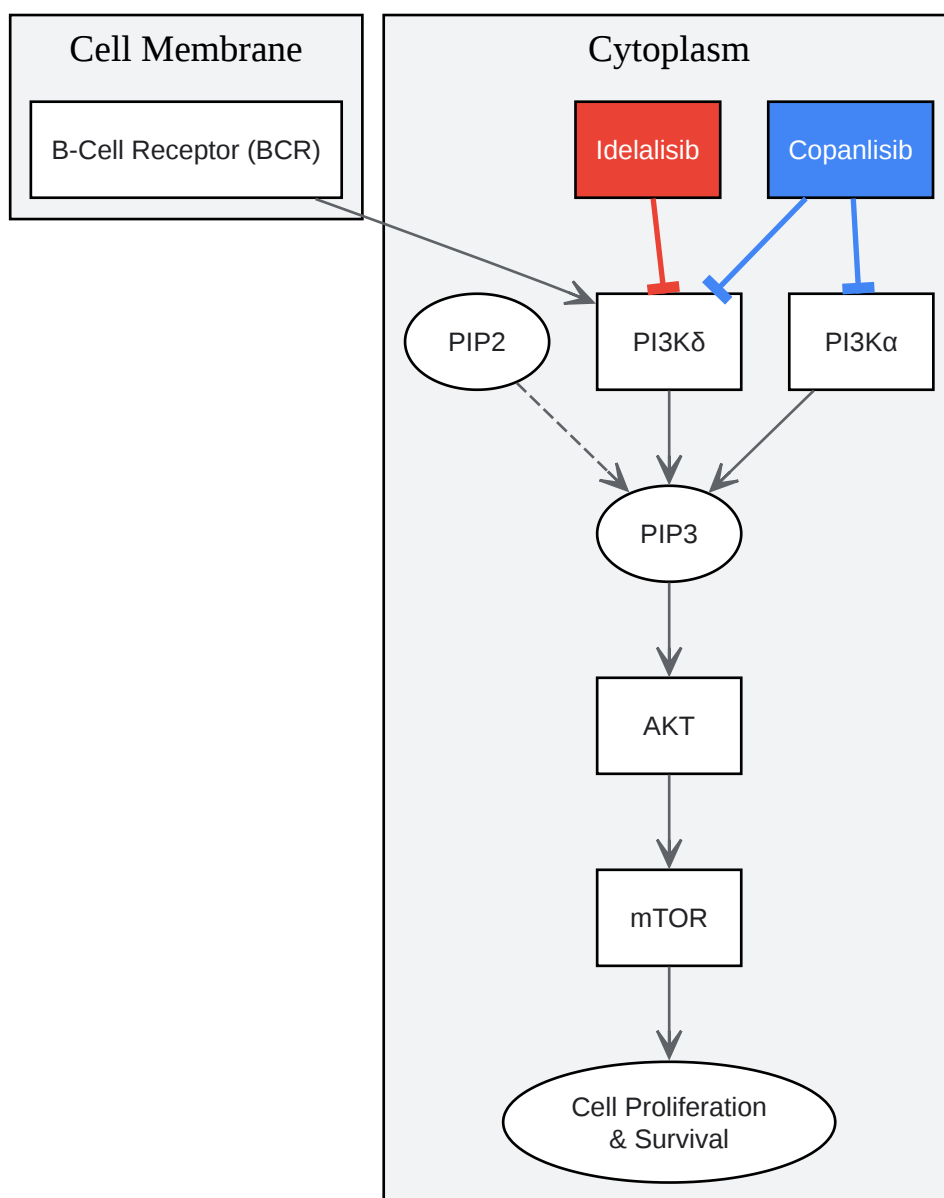 Cell Membrane
Cytoplasm
B-Cell Receptor (BCR)
Idelalisib
Copanlisib
PIP2
PI3Kδ
PI3Kα
PIP3
AKT
mTOR
Cell Proliferation
& Survival